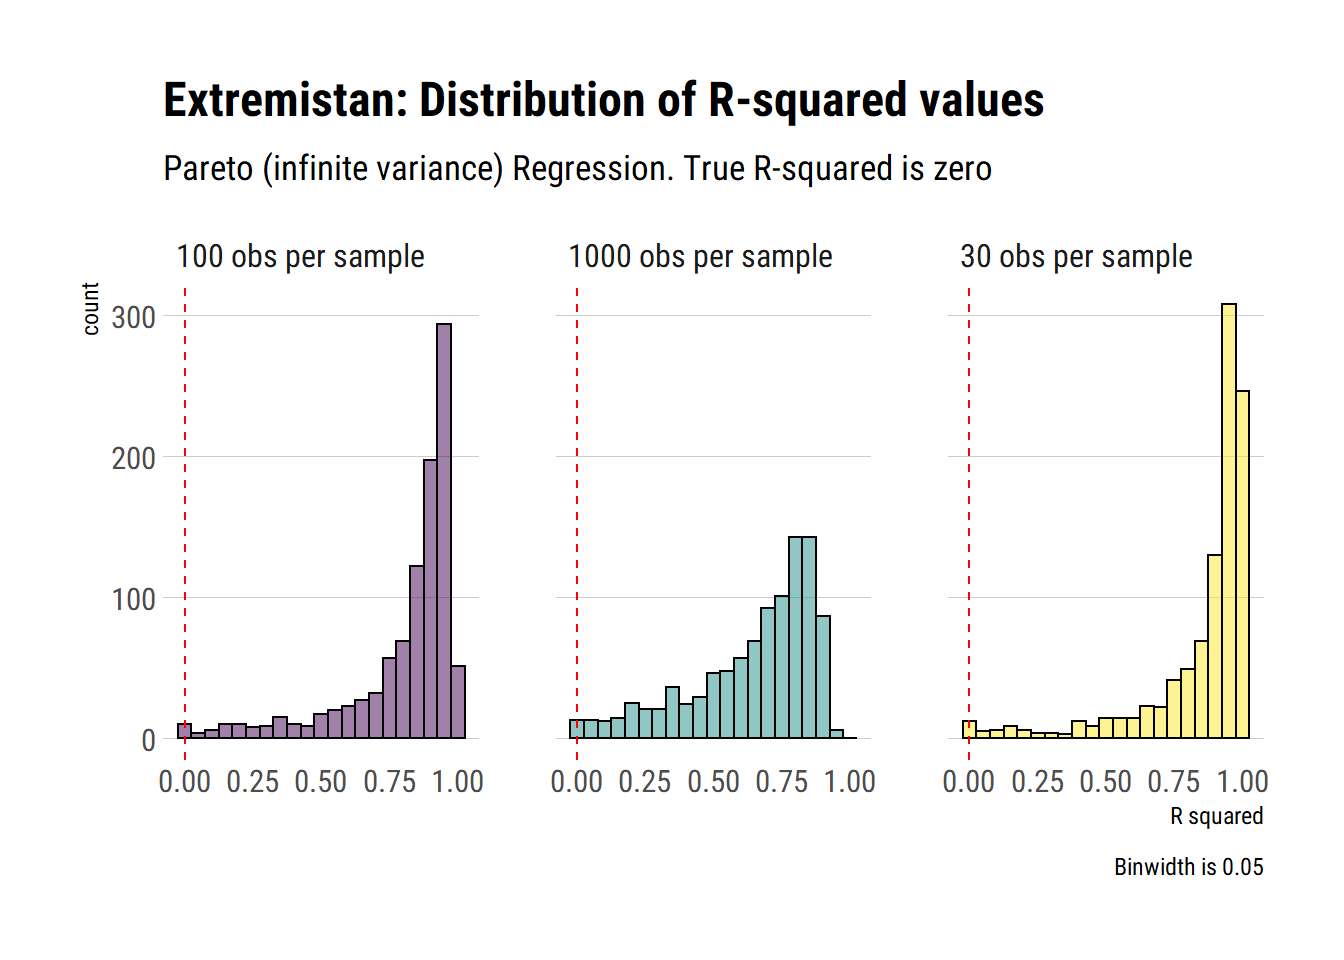 Extremistan: Distribution of R-squared values
Pareto (infinite variance) Regression. True R-squared is zero
100 obs per sample
1000 obs per sample
30 obs per sample
count
300
200
100
0
0.00 0.25 0.50 0.75 1.00
0.00 0.25 0.50 0.75 1.00
0.00 0.25 0.50 0.75 1.00
R squared
Binwidth is 0.05